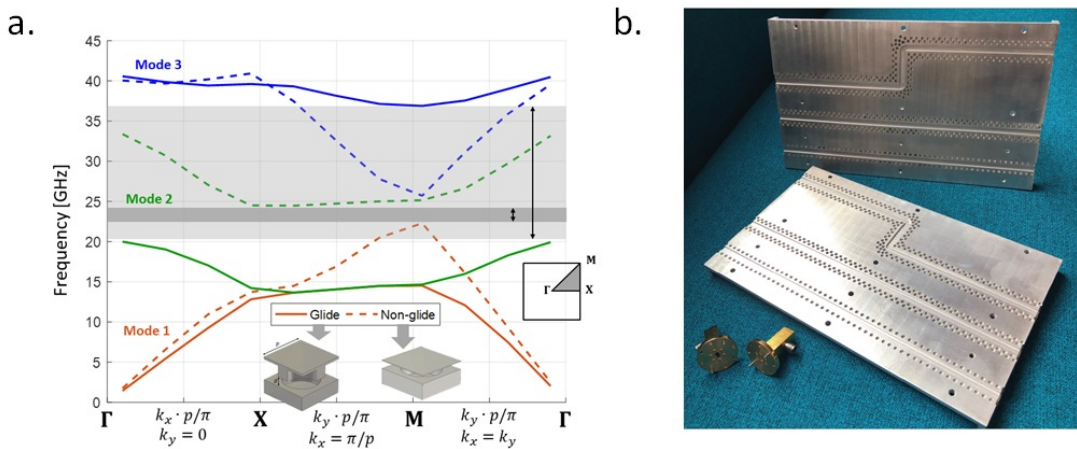 a.
b.
45
40
35
30
25
20
15
10
5
0
Frequency [GHz]
Mode 3
Mode 2
Mode 1
M
Γ
X
Glide
Non-glide
p
Γ
k_x · p/π
k_y = 0
X
k_y · p/π
k_x = π/p
M
k_x · p/π
k_x = k_y
Γ